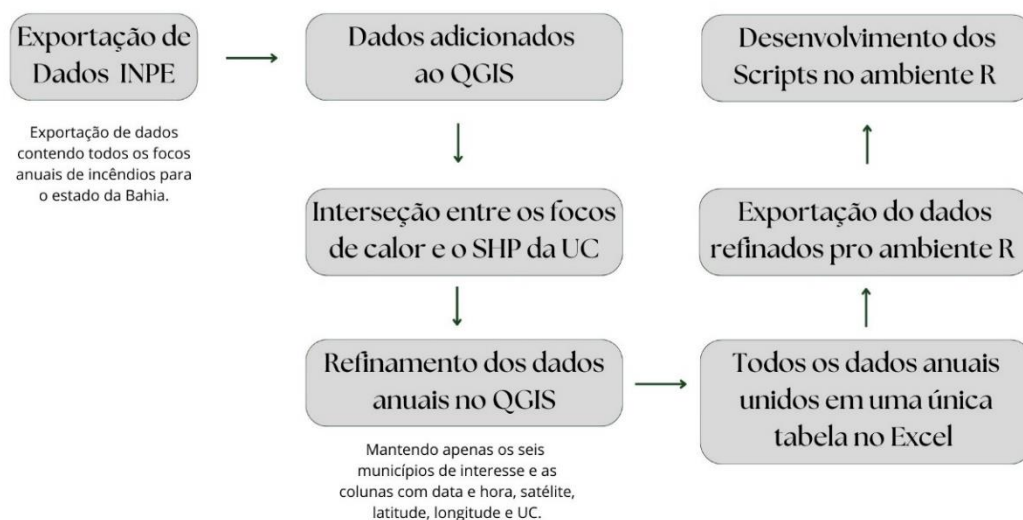 Exportação de
Dados INPE
Exportação de dados
contendo todos os focos
anuais de incêndios para
o estado da Bahia.
Dados adicionados
ao QGIS
Interseção entre os focos
de calor e o SHP da UC
Refinamento dos dados
anuais no QGIS
Mantendo apenas os seis
municípios de interesse e as
colunas com data e hora, satélite,
latitude, longitude e UC.
Todos os dados anuais
unidos em uma única
tabela no Excel
Exportação do dados
refinados pro ambiente R
Desenvolvimento dos
Scripts no ambiente R